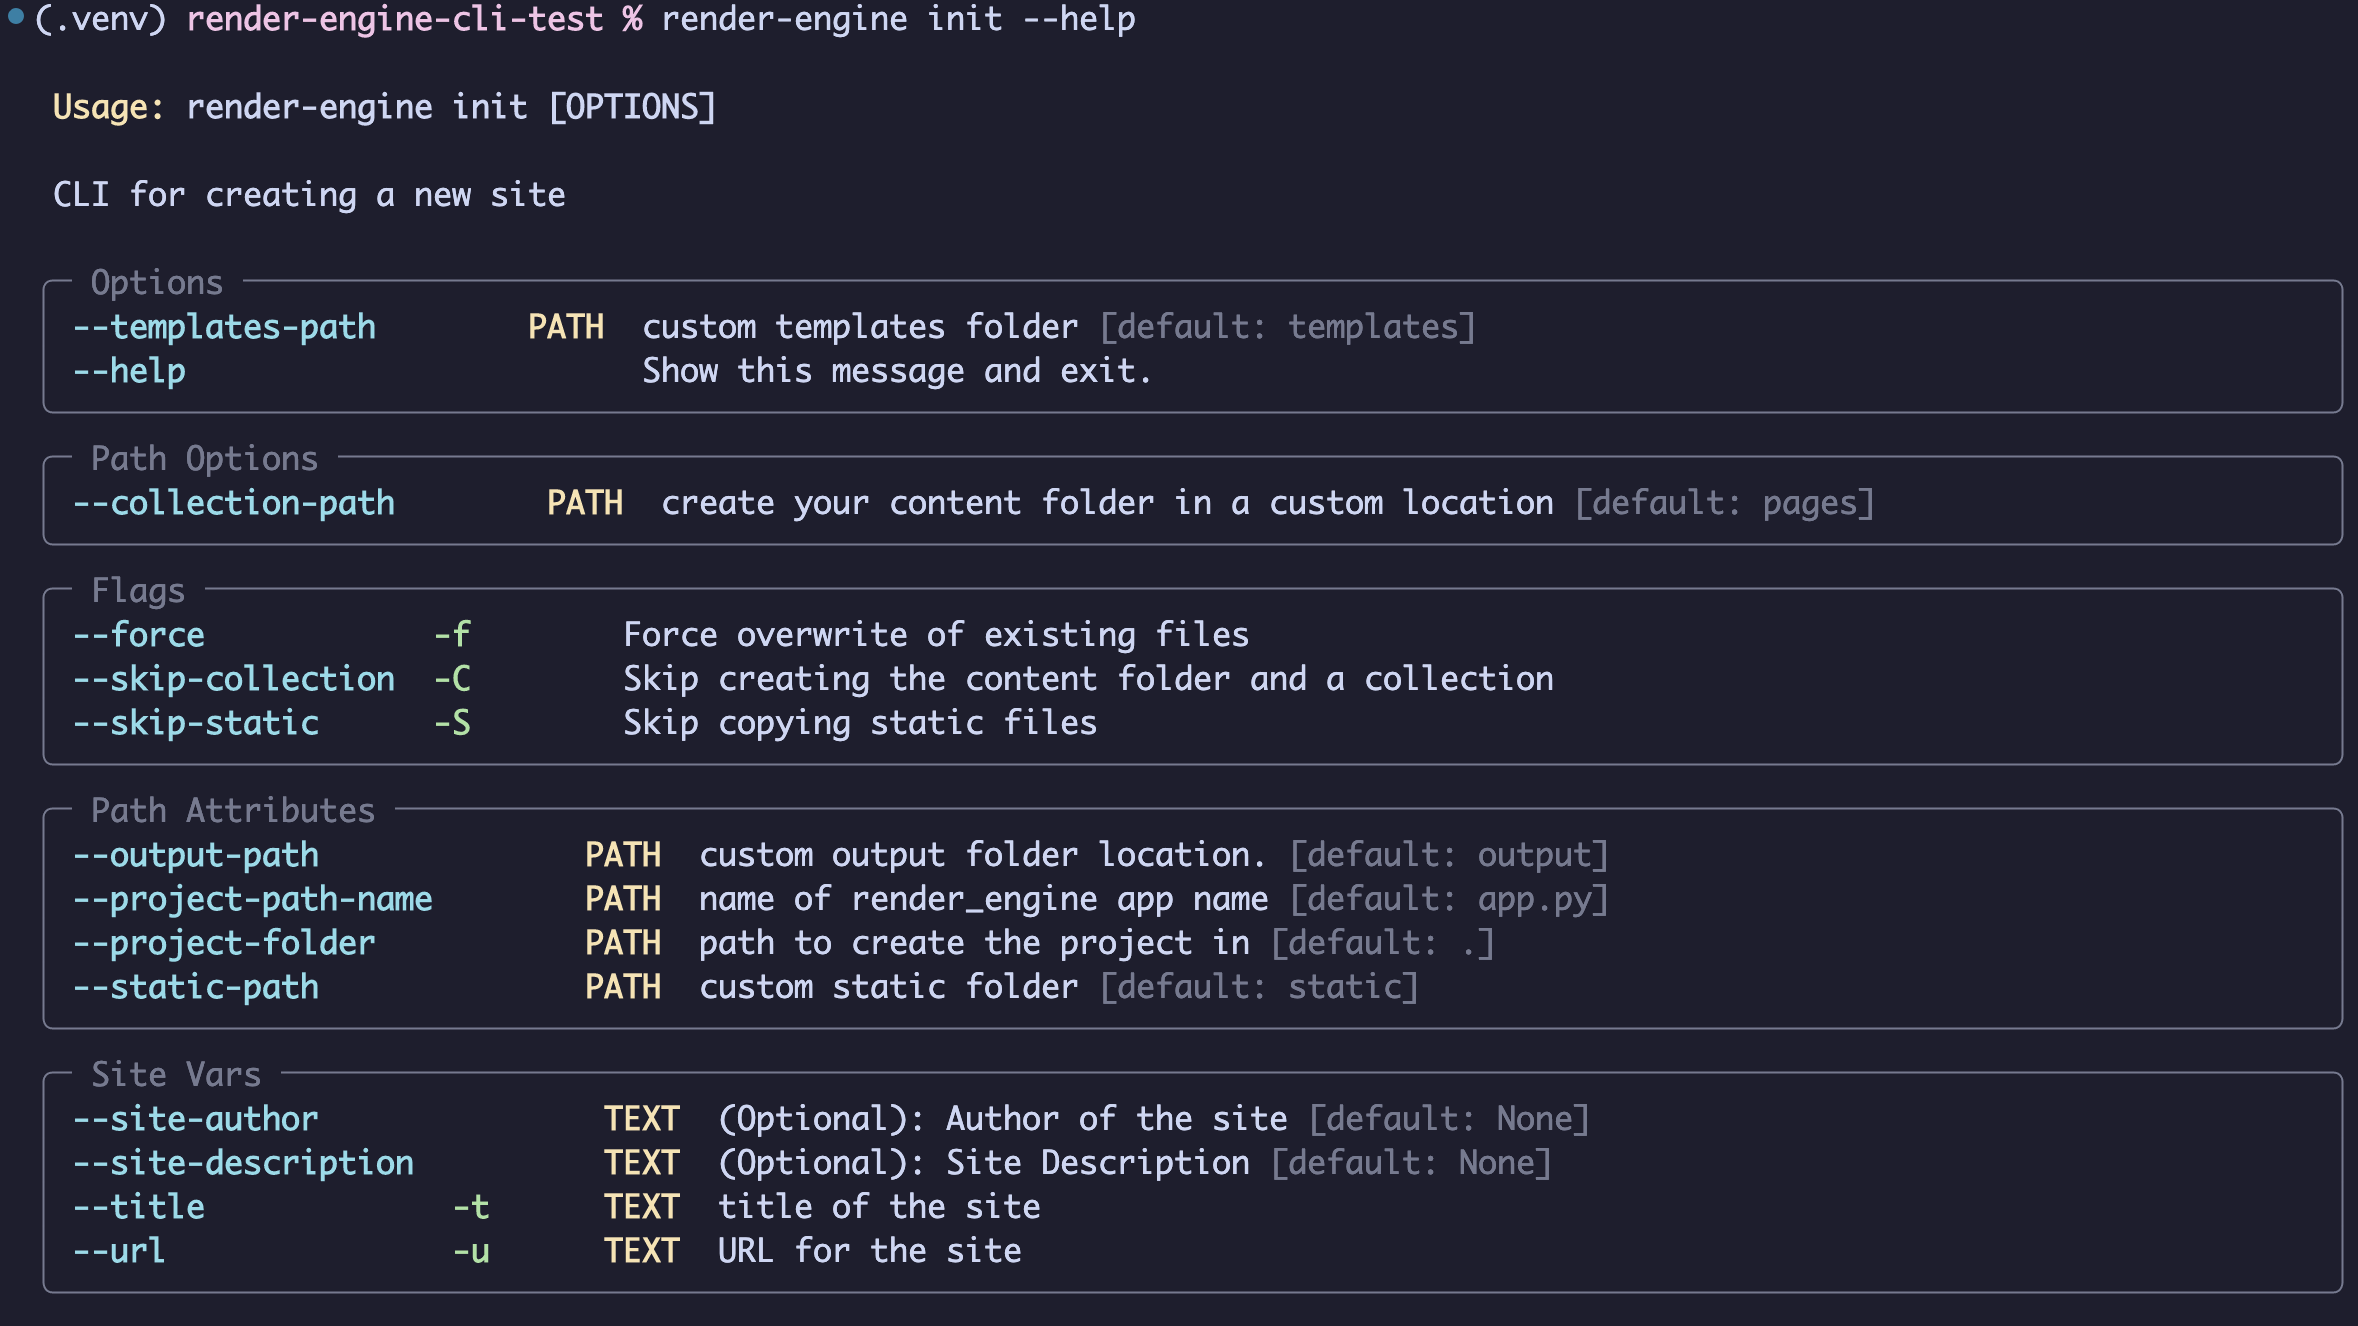 (.venv) render-engine-cli-test % render-engine init --help
Usage: render-engine init [OPTIONS]
CLI for creating a new site
Options
--templates-path PATH custom templates folder [default: templates]
--help Show this message and exit.
Path Options
--collection-path PATH create your content folder in a custom location [default: pages]
Flags
--force -f Force overwrite of existing files
--skip-collection -C Skip creating the content folder and a collection
--skip-static -S Skip copying static files
Path Attributes
--output-path PATH custom output folder location. [default: output]
--project-path-name PATH name of render_engine app name [default: app.py]
--project-folder PATH path to create the project in [default: .]
--static-path PATH custom static folder [default: static]
Site Vars
--site-author TEXT (Optional): Author of the site [default: None]
--site-description TEXT (Optional): Site Description [default: None]
--title -t TEXT title of the site
--url -u TEXT URL for the site